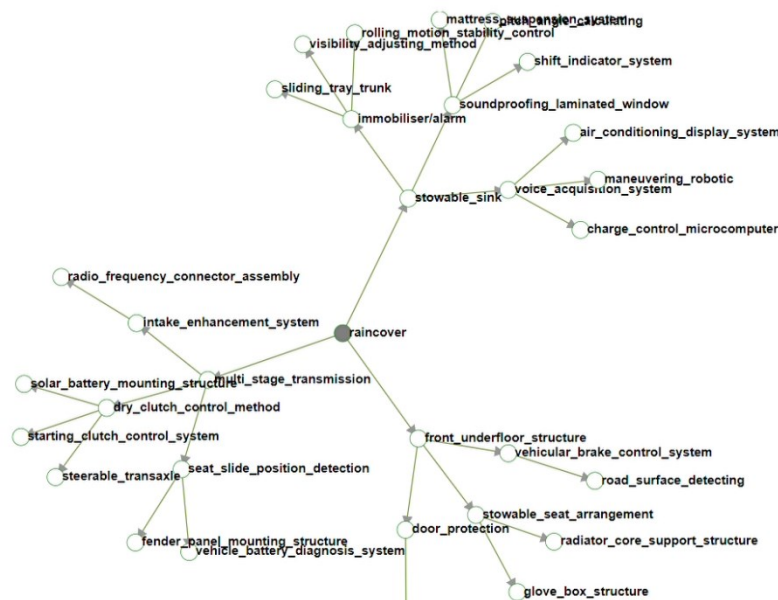 mattress_suspension_system
pitch_angle_calculating
rolling_motion_stability_control
visibility_adjusting_method
shift_indicator_system
sliding_tray_trunk
soundproofing_laminated_window
immobiliser/alarm
air_conditioning_display_system
maneuvering_robotic
voice_acquisition_system
stowable_sink
charge_control_microcomputer
radio_frequency_connector_assembly
intake_enhancement_system
raincover
multi_stage_transmission
solar_battery_mounting_structure
dry_clutch_control_method
starting_clutch_control_system
front_underfloor_structure
vehicular_brake_control_system
seat_slide_position_detection
steerable_transaxle
road_surface_detecting
stowable_seat_arrangement
door_protection
fender_panel_mounting_structure
radiator_core_support_structure
vehicle_battery_diagnosis_system
glove_box_structure